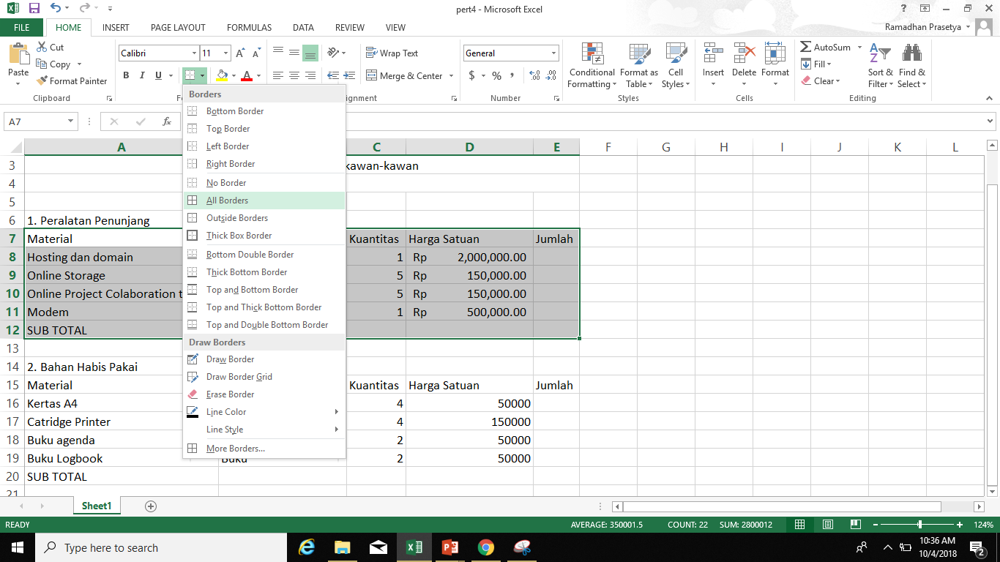 pert4 - Microsoft Excel
FILE HOME INSERT PAGE LAYOUT FORMULAS DATA REVIEW VIEW Ramadhan Prasetya
Cut
Copy
Format Painter
Paste
Clipboard
Calibri 11
B I U
Wrap Text
Merge & Center
General
$ % ,
Number
Conditional Formatting
Format as Table
Cell Styles
Styles
Insert
Delete
Format
Cells
AutoSum
Fill
Clear
Sort & Filter
Find & Select
Editing
A7
fx
Borders
Bottom Border
Top Border
Left Border
Right Border
No Border
All Borders
Outside Borders
Thick Box Border
Bottom Double Border
Thick Bottom Border
Top and Bottom Border
Top and Thick Bottom Border
Top and Double Bottom Border
Draw Borders
Draw Border
Draw Border Grid
Erase Border
Line Color
Line Style
More Borders...
A C D E F G H I J K L
3 kawan-kawan
4
5
6 1. Peralatan Penunjang
7 Material Kuantitas Harga Satuan Jumlah
8 Hosting dan domain 1 Rp 2,000,000.00
9 Online Storage 5 Rp 150,000.00
10 Online Project Colaboration t 5 Rp 150,000.00
11 Modem 1 Rp 500,000.00
12 SUB TOTAL
13
14 2. Bahan Habis Pakai
15 Material Kuantitas Harga Satuan Jumlah
16 Kertas A4 4 50000
17 Catridge Printer 4 150000
18 Buku agenda 2 50000
19 Buku Logbook Buku 2 50000
20 SUB TOTAL
21
Sheet1
READY AVERAGE: 350001.5 COUNT: 22 SUM: 2800012 124%
Type here to search
10:36 AM
10/4/2018
2